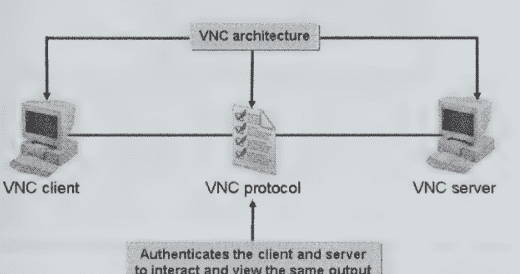 VNC architecture
VNC client
VNC protocol
VNC server
Authenticates the client and server
to interact and view the same output